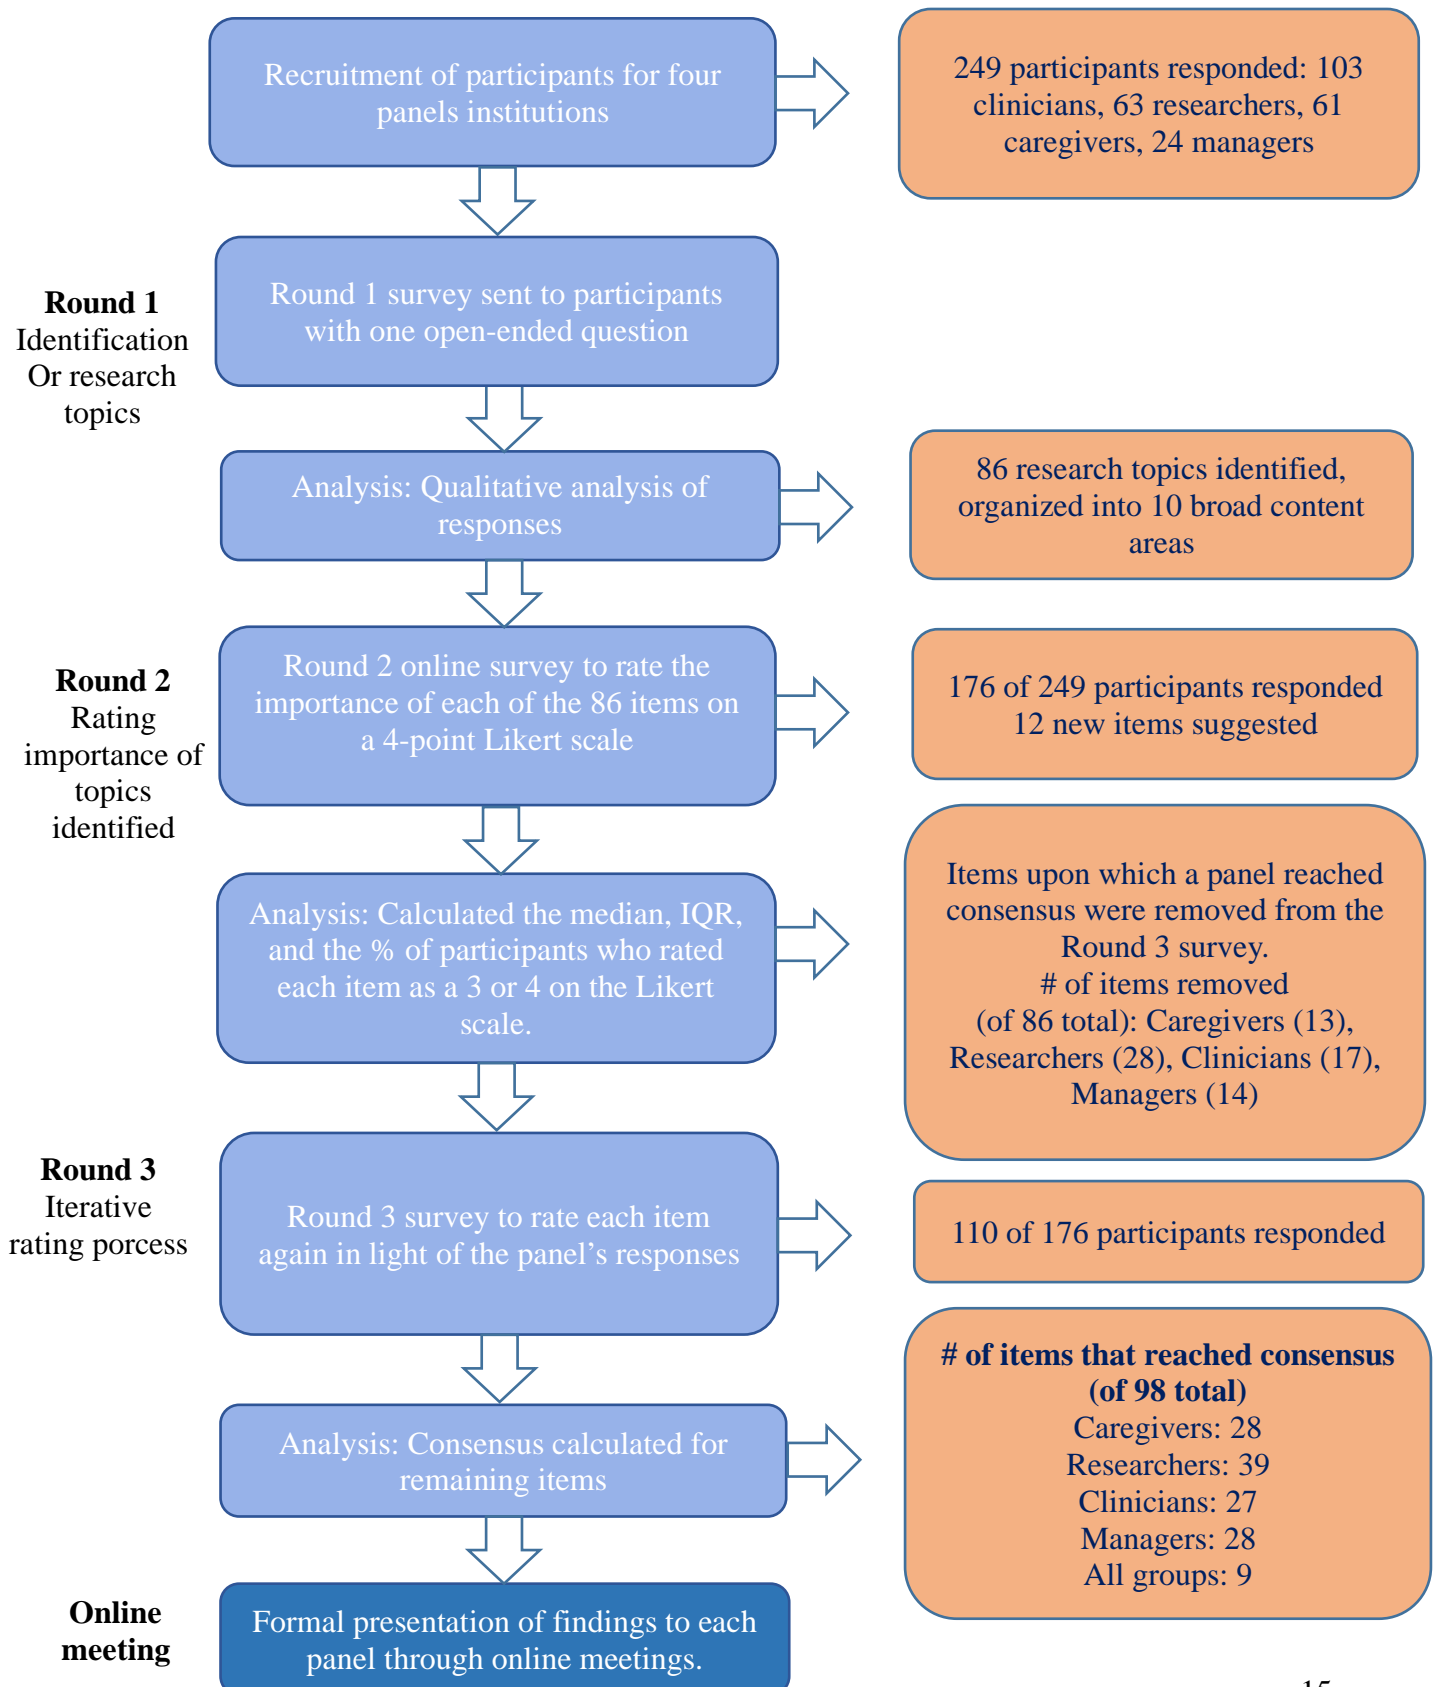 Recruitment of participants for four
panels institutions
249 participants responded: 103
clinicians, 63 researchers, 61
caregivers, 24 managers
Round 1
Identification
Or research
topics
Round 1 survey sent to participants
with one open-ended question
Analysis: Qualitative analysis of
responses
86 research topics identified,
organized into 10 broad content
areas
Round 2
Rating
importance of
topics
identified
Round 2 online survey to rate the
importance of each of the 86 items on
a 4-point Likert scale
176 of 249 participants responded
12 new items suggested
Analysis: Calculated the median, IQR,
and the % of participants who rated
each item as a 3 or 4 on the Likert
scale.
Items upon which a panel reached
consensus were removed from the
Round 3 survey.
# of items removed
(of 86 total): Caregivers (13),
Researchers (28), Clinicians (17),
Managers (14)
Round 3
Iterative
rating porcess
Round 3 survey to rate each item
again in light of the panel’s responses
110 of 176 participants responded
Analysis: Consensus calculated for
remaining items
# of items that reached consensus
(of 98 total)
Caregivers: 28
Researchers: 39
Clinicians: 27
Managers: 28
All groups: 9
Online
meeting
Formal presentation of findings to each
panel through online meetings.
15